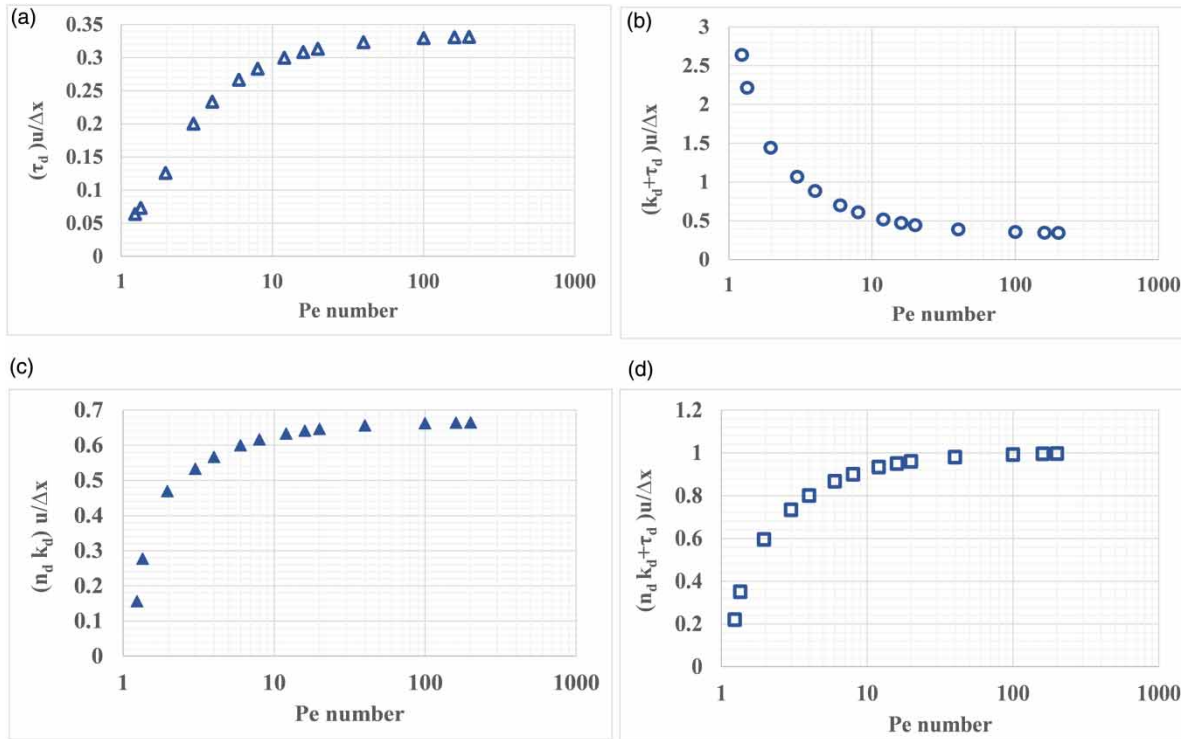 (a)
0.35
0.3
0.25
0.2
0.15
0.1
0.05
0
(τd )u/Δx
1 10 100 1000
Pe number
(b)
3
2.5
2
1.5
1
0.5
0
(kd+τd )u/Δx
1 10 100 1000
Pe number
(c)
0.7
0.6
0.5
0.4
0.3
0.2
0.1
0
(nd kd) u/Δx
1 10 100 1000
Pe number
(d)
1.2
1
0.8
0.6
0.4
0.2
0
(nd kd+τd )u/Δx
1 10 100 1000
Pe number